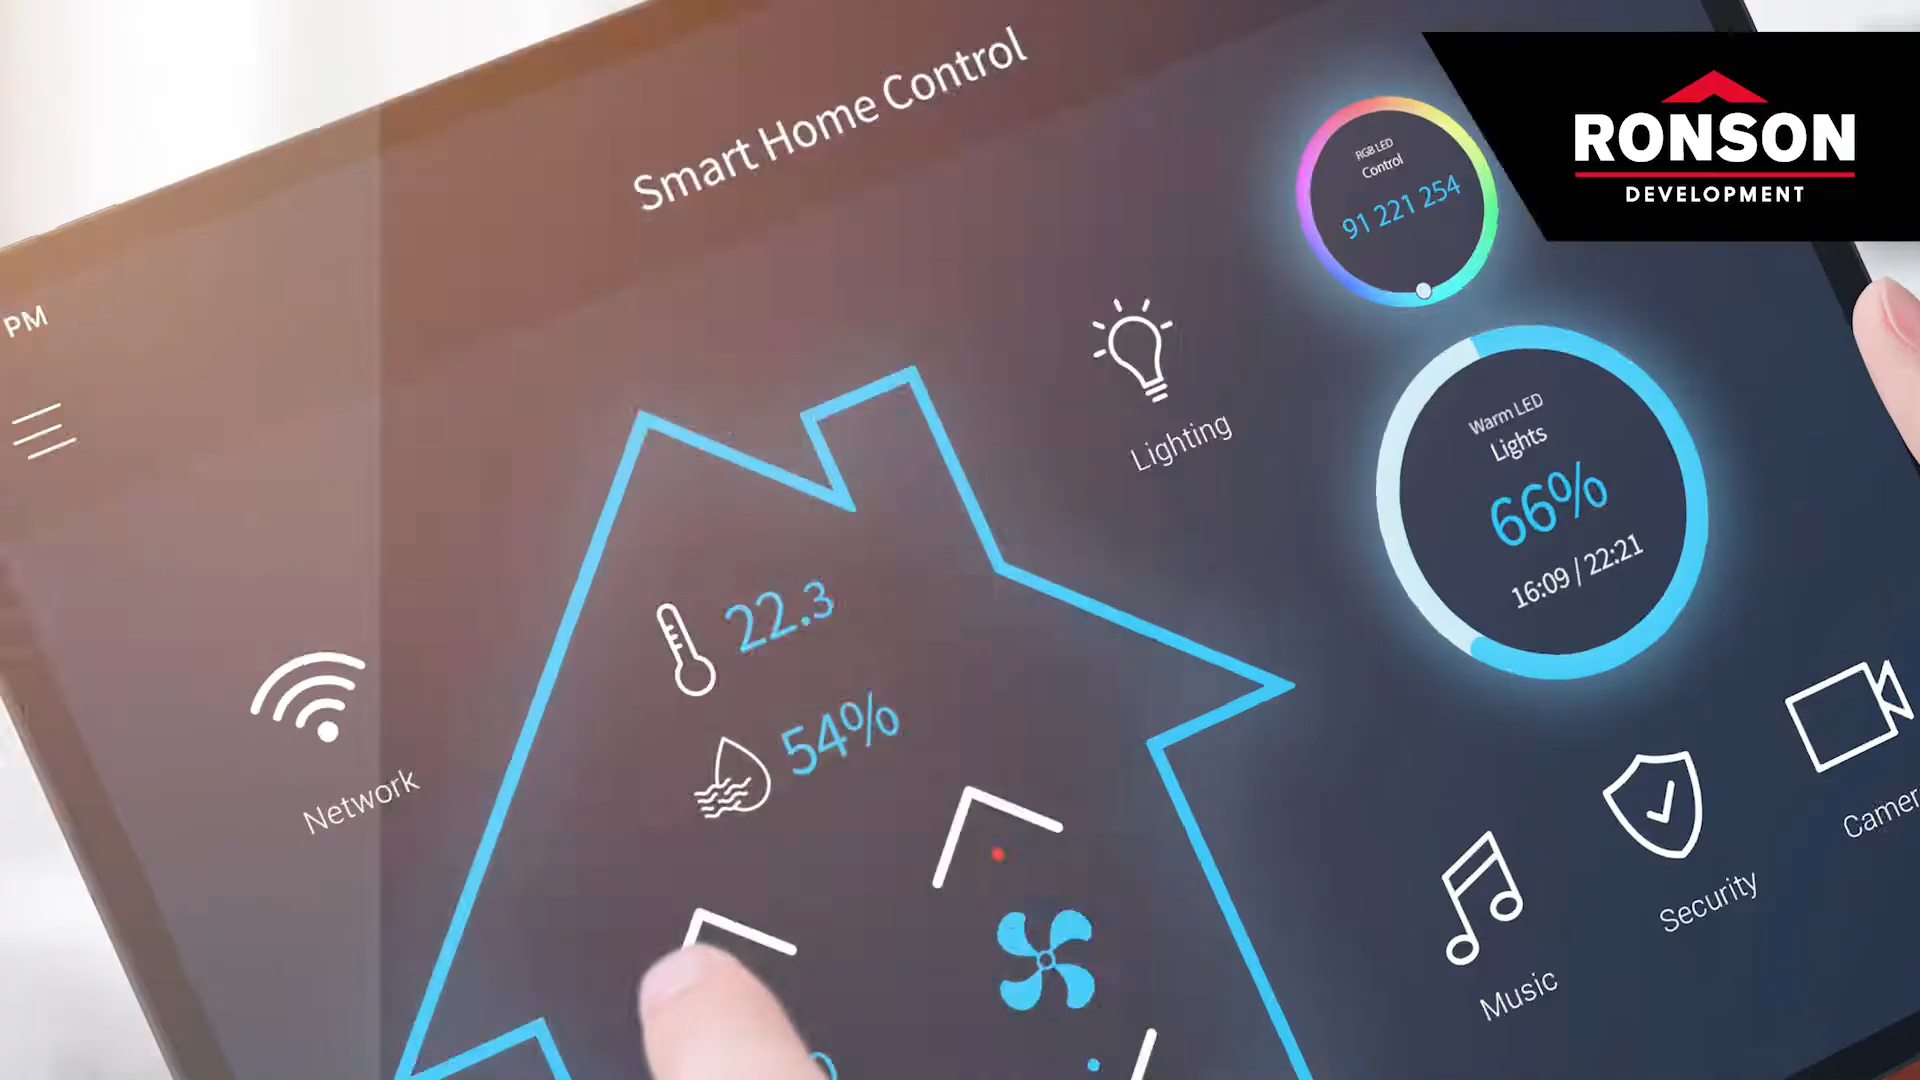 Smart Home Control
RONSON
DEVELOPMENT
PM
RGB LED
Control
91 221 254
Lighting
Warm LED
Lights
66%
16:09 / 22:21
22.3
54%
Network
Camer
Security
Music